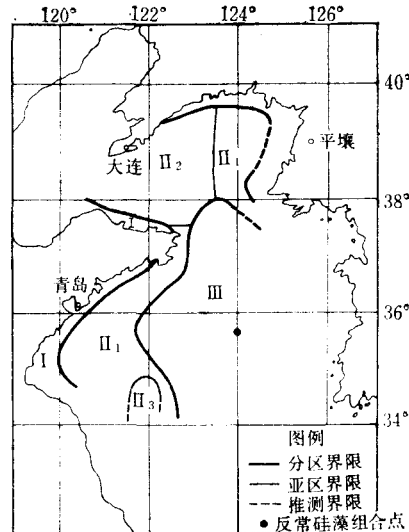 120° 122° 124° 126°
40°
平壤
大连
II₂ II₁
38°
I
青岛
III
36°
I II₁
II₃
34°
图例
分区界限
亚区界限
推测界限
反常硅藻组合点